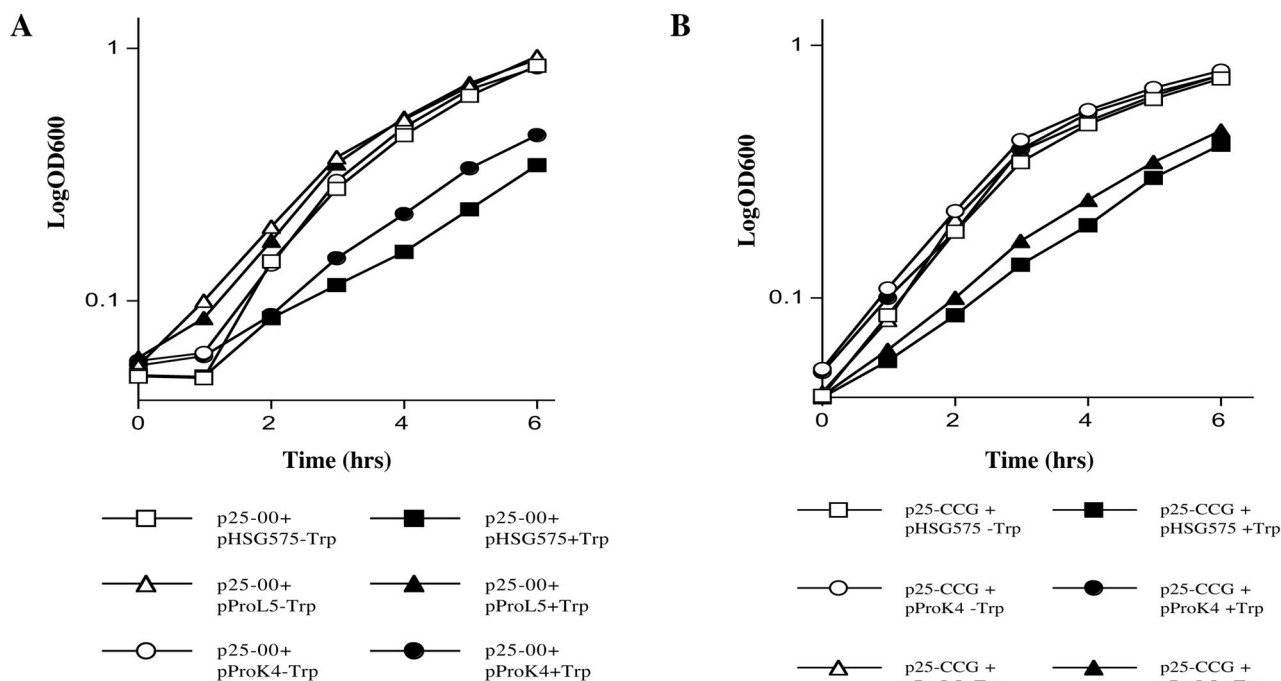 A
B
1
0.1
LogOD600
0
2
4
6
Time (hrs)
1
0.1
LogOD600
0
2
4
6
Time (hrs)
p25-00+
pHSG575-Trp
p25-00+
pHSG575+Trp
p25-00+
pProL5-Trp
p25-00+
pProL5+Trp
p25-00+
pProK4-Trp
p25-00+
pProK4+Trp
p25-CCG +
pHSG575 -Trp
p25-CCG +
pHSG575 +Trp
p25-CCG +
pProK4 -Trp
p25-CCG +
pProK4 +Trp
p25-CCG +
p25-CCG +